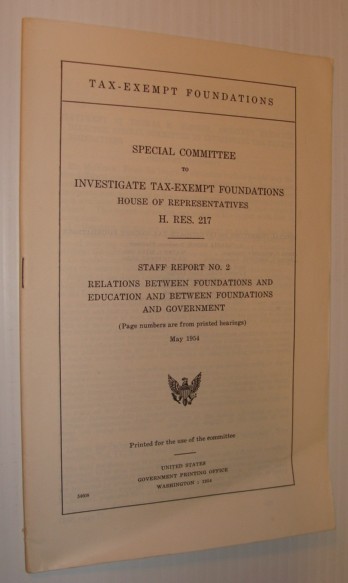 TAX-EXEMPT FOUNDATIONS
SPECIAL COMMITTEE
TO
INVESTIGATE TAX-EXEMPT FOUNDATIONS
HOUSE OF REPRESENTATIVES
H. RES. 217
STAFF REPORT NO. 2
RELATIONS BETWEEN FOUNDATIONS AND
EDUCATION AND BETWEEN FOUNDATIONS
AND GOVERNMENT
(Page numbers are from printed hearings)
May 1954
Printed for the use of the committee
UNITED STATES
GOVERNMENT PRINTING OFFICE
WASHINGTON : 1954